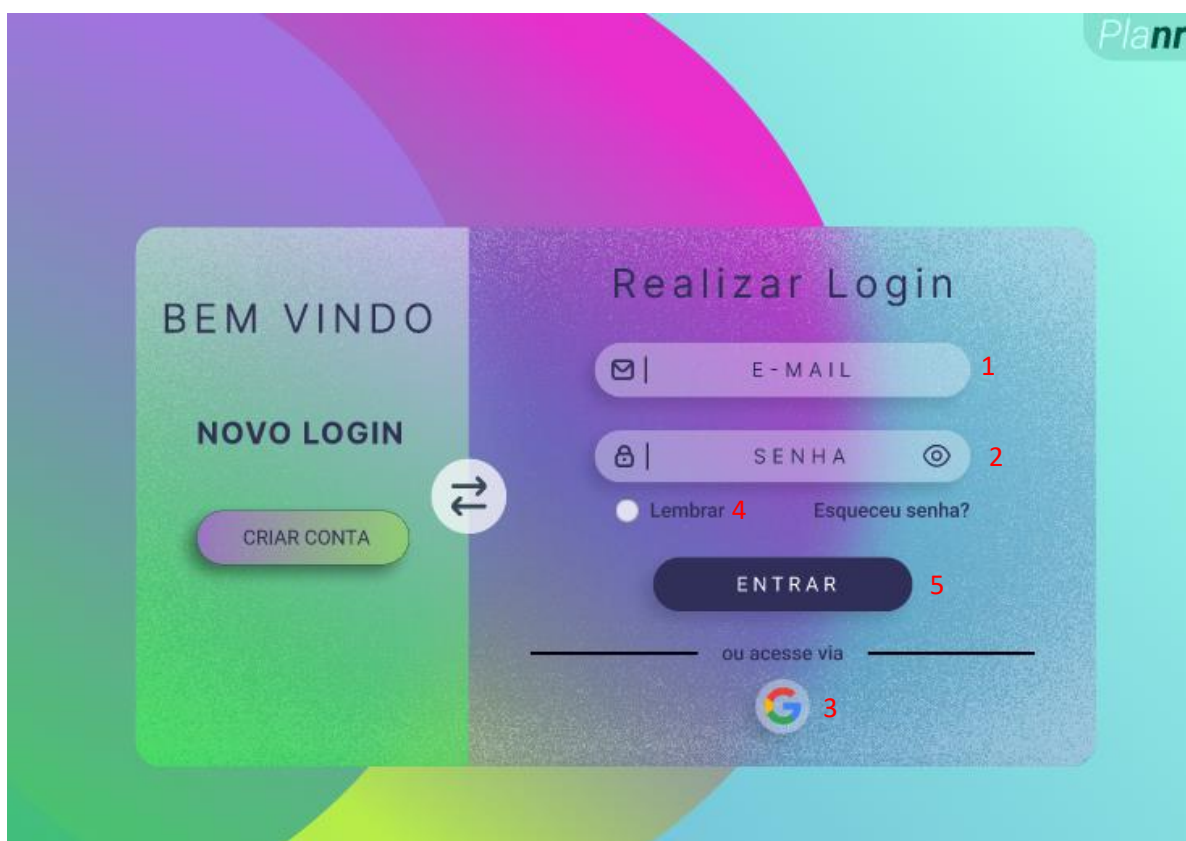 Planr
BEM VINDO
NOVO LOGIN
CRIAR CONTA
Realizar Login
E-MAIL 1
SENHA 2
Lembrar 4 Esqueceu senha?
ENTRAR 5
ou acesse via
3